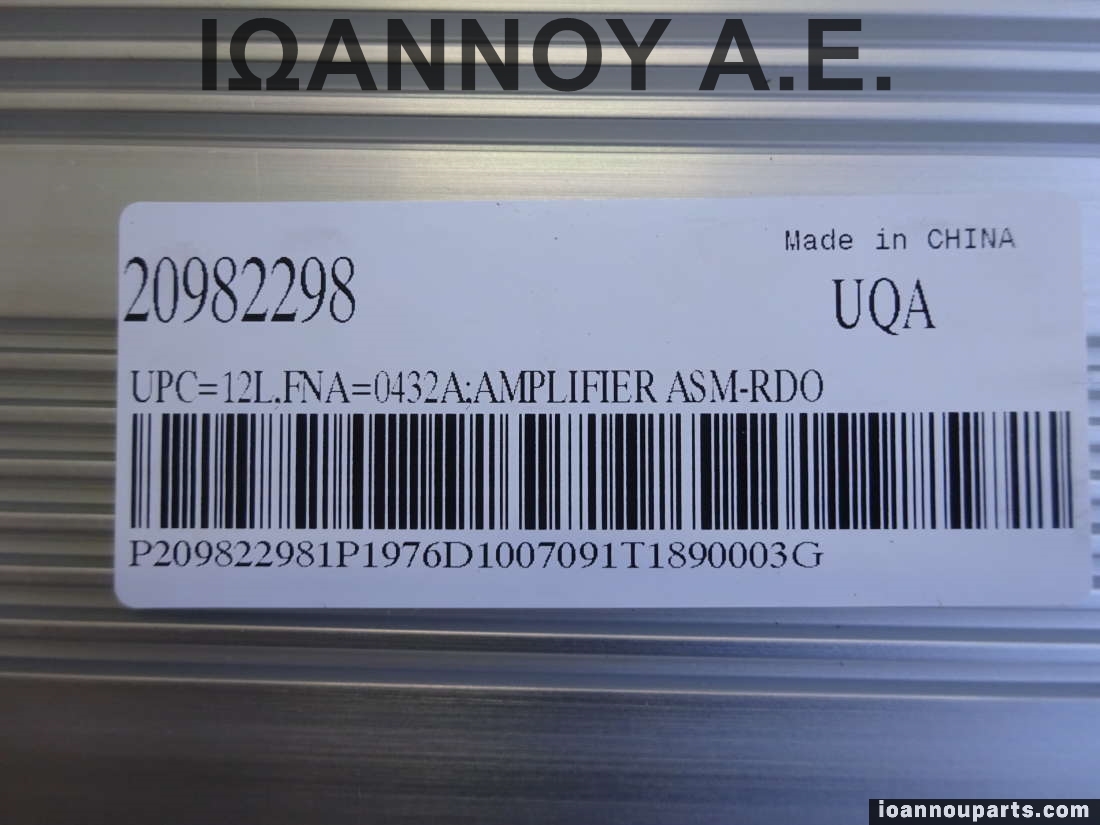 ΙΩΑΝΝΟΥ Α.Ε.
Made in CHINA
20982298
UQA
UPC=12L,FNA=0432A;AMPLIFIER ASM-RDO
P209822981P1976D1007091T1890003G
ioannouparts.com